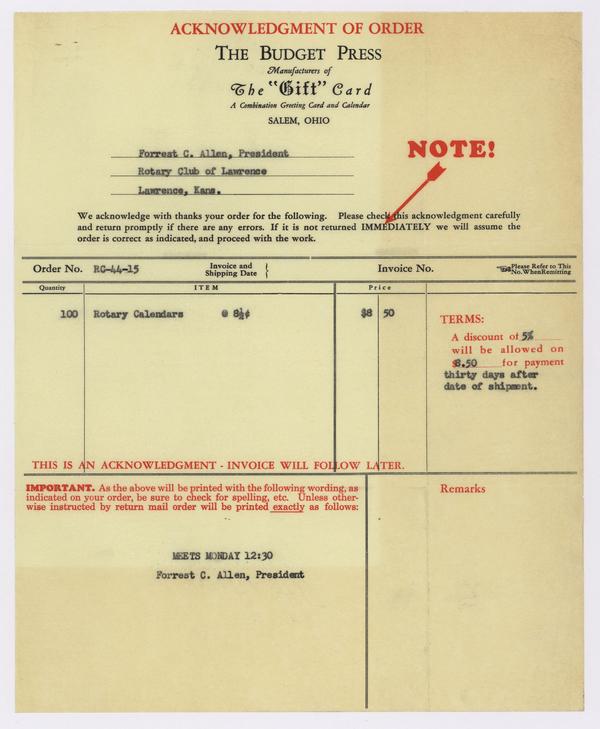 ACKNOWLEDGMENT OF ORDER
THE BUDGET PRESS
Manufacturers of
The "Gift" Card
A Combination Greeting Card and Calendar
SALEM, OHIO
NOTE!
Forrest C. Allen, President
Rotary Club of Lawrence
Lawrence, Kans.
We acknowledge with thanks your order for the following. Please check this acknowledgment carefully
and return promptly if there are any errors. If it is not returned IMMEDIATELY we will assume the
order is correct as indicated, and proceed with the work.
Order No. RC-44-15 Invoice and Shipping Date { Invoice No. Please Refer to This No. When Remitting
Quantity ITEM Price
100 Rotary Calendars @ 8½¢ $8 50
TERMS:
A discount of 5%
will be allowed on
$8.50 for payment
thirty days after
date of shipment.
THIS IS AN ACKNOWLEDGMENT - INVOICE WILL FOLLOW LATER.
IMPORTANT. As the above will be printed with the following wording, as
indicated on your order, be sure to check for spelling, etc. Unless other-
wise instructed by return mail order will be printed exactly as follows:
Remarks
MEETS MONDAY 12:30
Forrest C. Allen, President